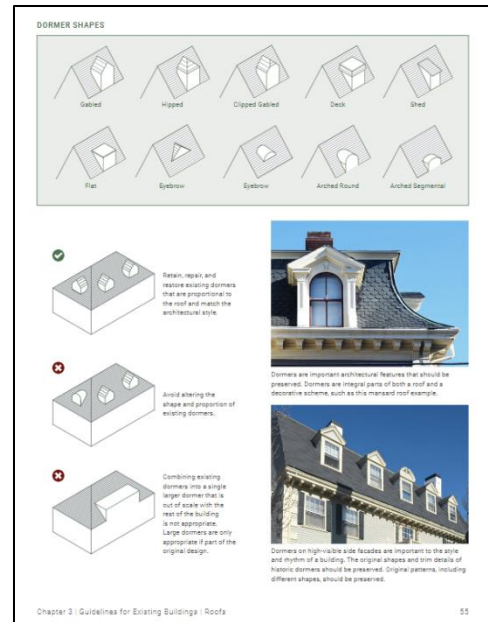 DORMER SHAPES
Gabled
Hipped
Clipped Gabled
Deck
Shed
Flat
Eyebrow
Eyebrow
Arched Round
Arched Segmental
Retain, repair, and
restore existing dormers
that are proportional to
the roof and match the
architectural style.
Avoid altering the
shape and proportion of
existing dormers.
Combining existing
dormers into a single
larger dormer that is
out of scale with the
rest of the building
is not appropriate.
Large dormers are only
appropriate if part of the
original design.
Dormers are important architectural features that should be
preserved. Dormers are integral parts of both a roof and a
decorative scheme, such as this mansard roof example.
Dormers on high-visible side facades are important to the style
and rhythm of a building. The original shapes and trim details of
historic dormers should be preserved. Original patterns, including
different shapes, should be preserved.
Chapter 3 | Guidelines for Existing Buildings | Roofs
55